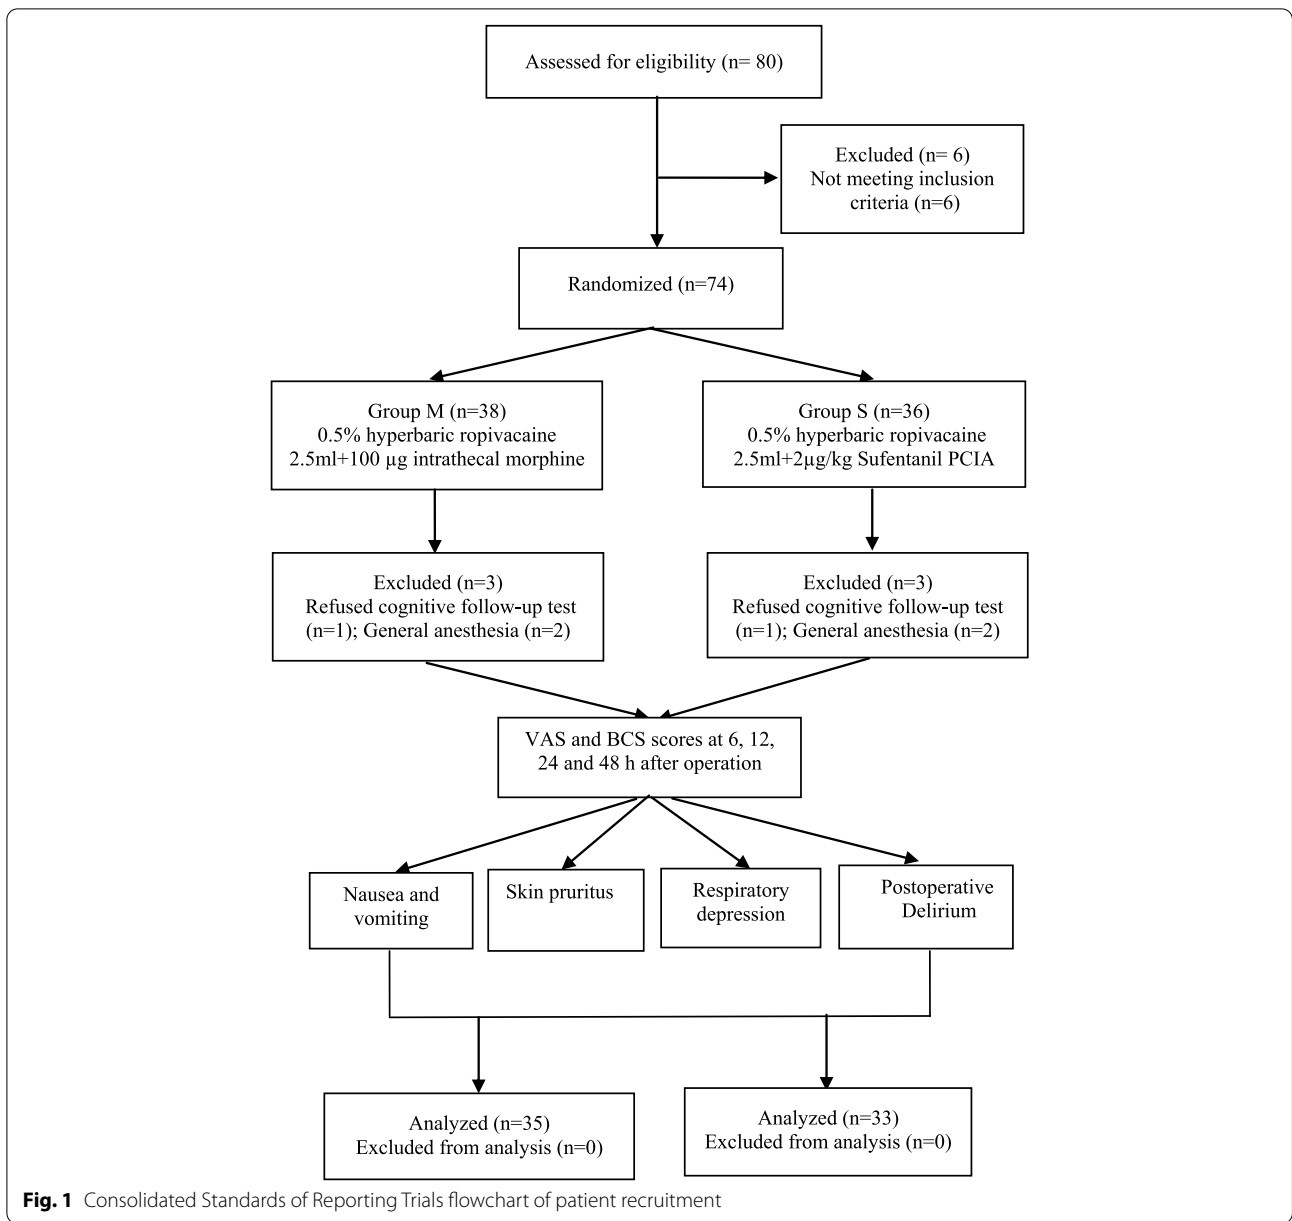 Assessed for eligibility (n= 80)
Excluded (n= 6)
Not meeting inclusion
criteria (n=6)
Randomized (n=74)
Group M (n=38)
0.5% hyperbaric ropivacaine
2.5ml+100 µg intrathecal morphine
Group S (n=36)
0.5% hyperbaric ropivacaine
2.5ml+2µg/kg Sufentanil PCIA
Excluded (n=3)
Refused cognitive follow-up test
(n=1); General anesthesia (n=2)
Excluded (n=3)
Refused cognitive follow-up test
(n=1); General anesthesia (n=2)
VAS and BCS scores at 6, 12,
24 and 48 h after operation
Nausea and
vomiting
Skin pruritus
Respiratory
depression
Postoperative
Delirium
Analyzed (n=35)
Excluded from analysis (n=0)
Analyzed (n=33)
Excluded from analysis (n=0)
Fig. 1 Consolidated Standards of Reporting Trials flowchart of patient recruitment